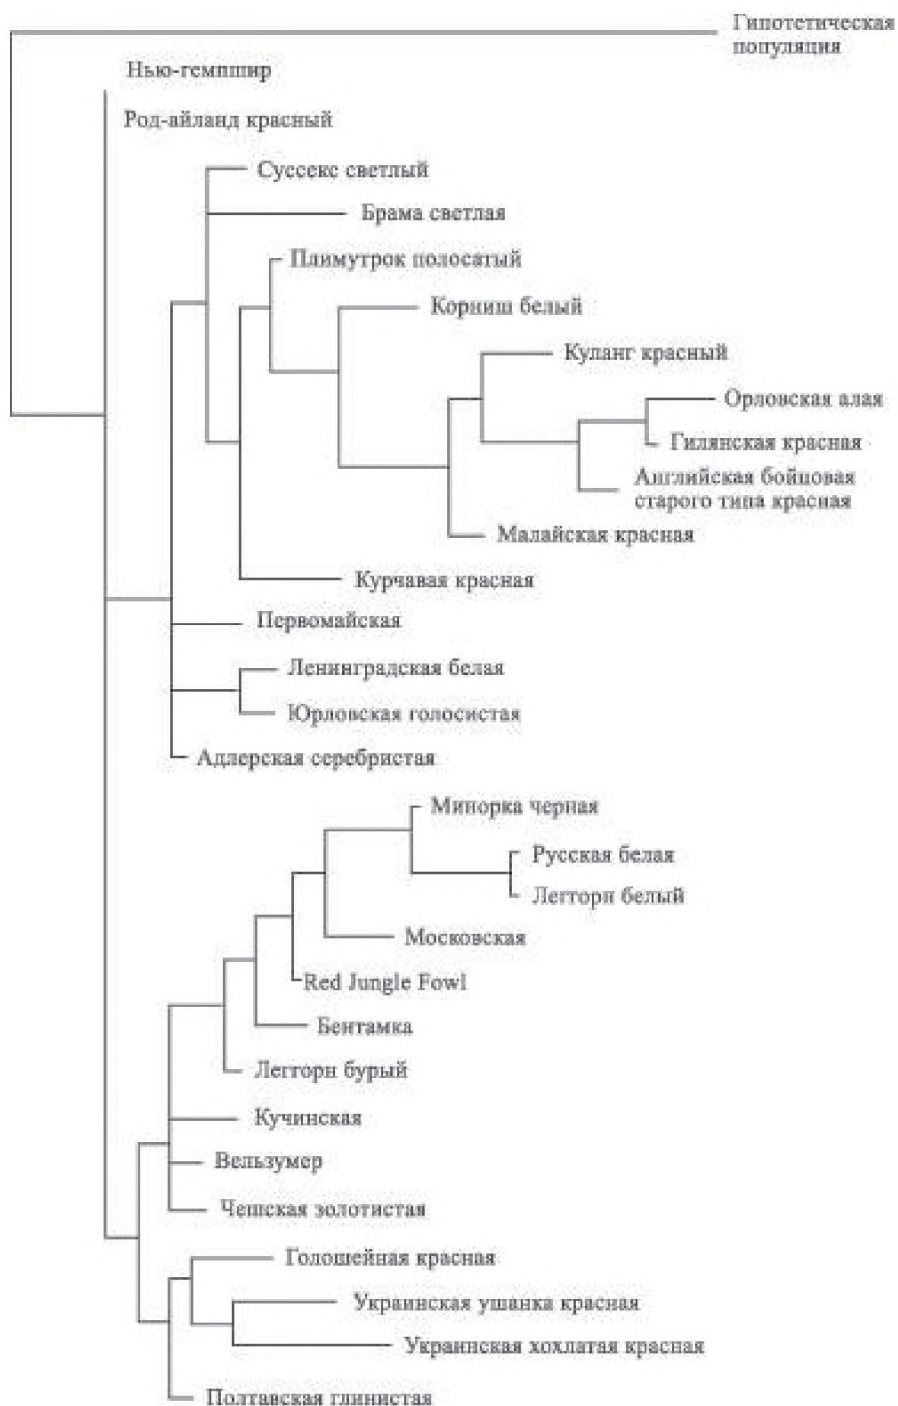 Гипотетическая
популяция
Нью-гемпшир
Род-айланд красный
Суссекс светлый
Брама светлая
Плимутрок полосатый
Корниш белый
Куланг красный
Орловская алая
Гилянская красная
Английская бойцовая
старого типа красная
Малайская красная
Курчавая красная
Первомайская
Ленинградская белая
Юрловская голосистая
Адлерская серебристая
Минорка черная
Русская белая
Леггорн белый
Московская
Red Jungle Fowl
Бентамка
Леггорн бурый
Кучинская
Вельзумер
Чешская золотистая
Голошейная красная
Украинская ушанка красная
Украинская хохлатая красная
Полтавская глинистая